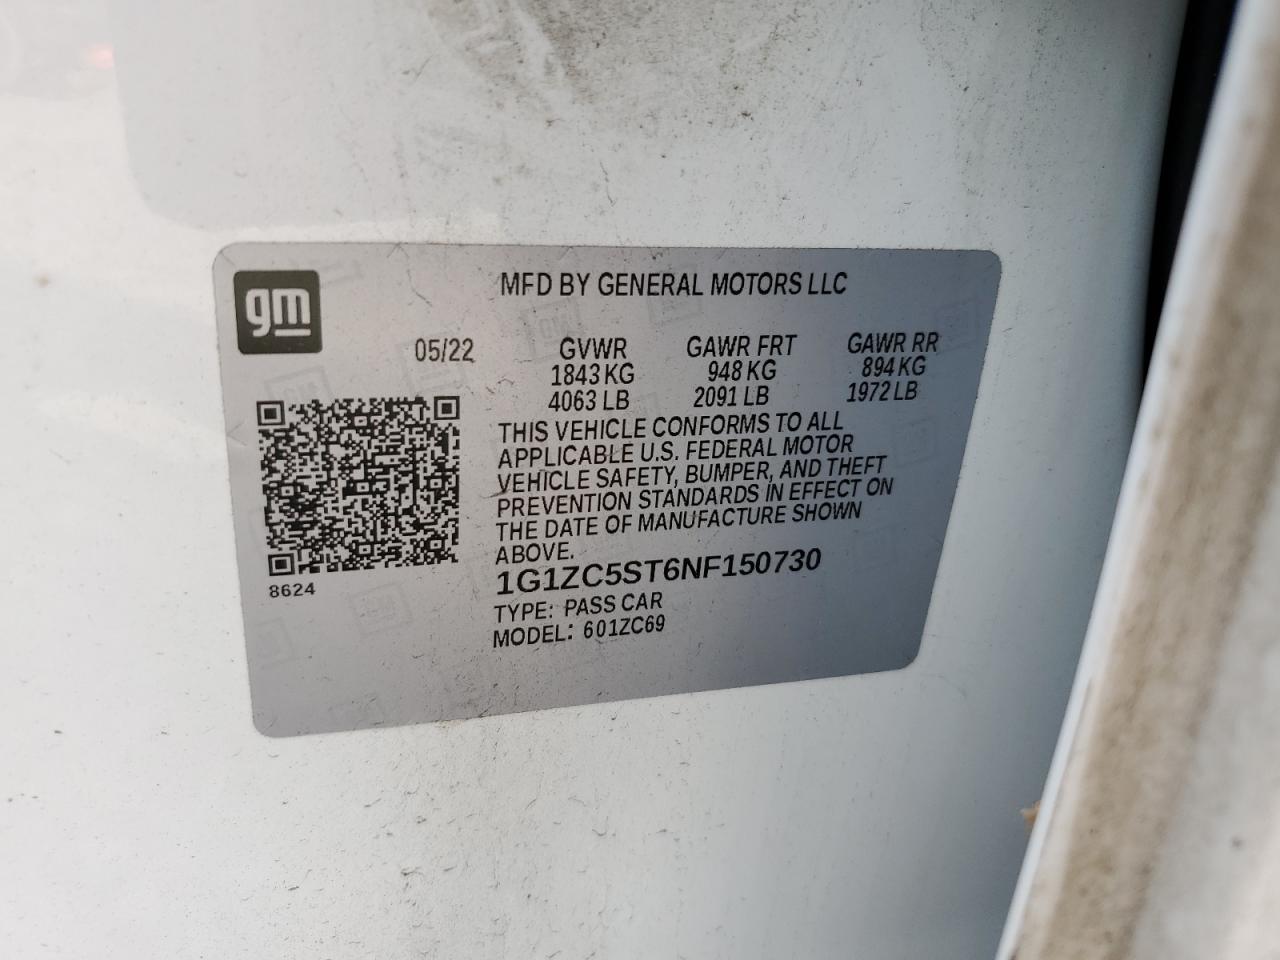 gm
MFD BY GENERAL MOTORS LLC
05/22 GVWR GAWR FRT GAWR RR
1843 KG 948 KG 894 KG
4063 LB 2091 LB 1972 LB
THIS VEHICLE CONFORMS TO ALL
APPLICABLE U.S. FEDERAL MOTOR
VEHICLE SAFETY, BUMPER, AND THEFT
PREVENTION STANDARDS IN EFFECT ON
THE DATE OF MANUFACTURE SHOWN
ABOVE.
1G1ZC5ST6NF150730
8624
TYPE: PASS CAR
MODEL: 601ZC69